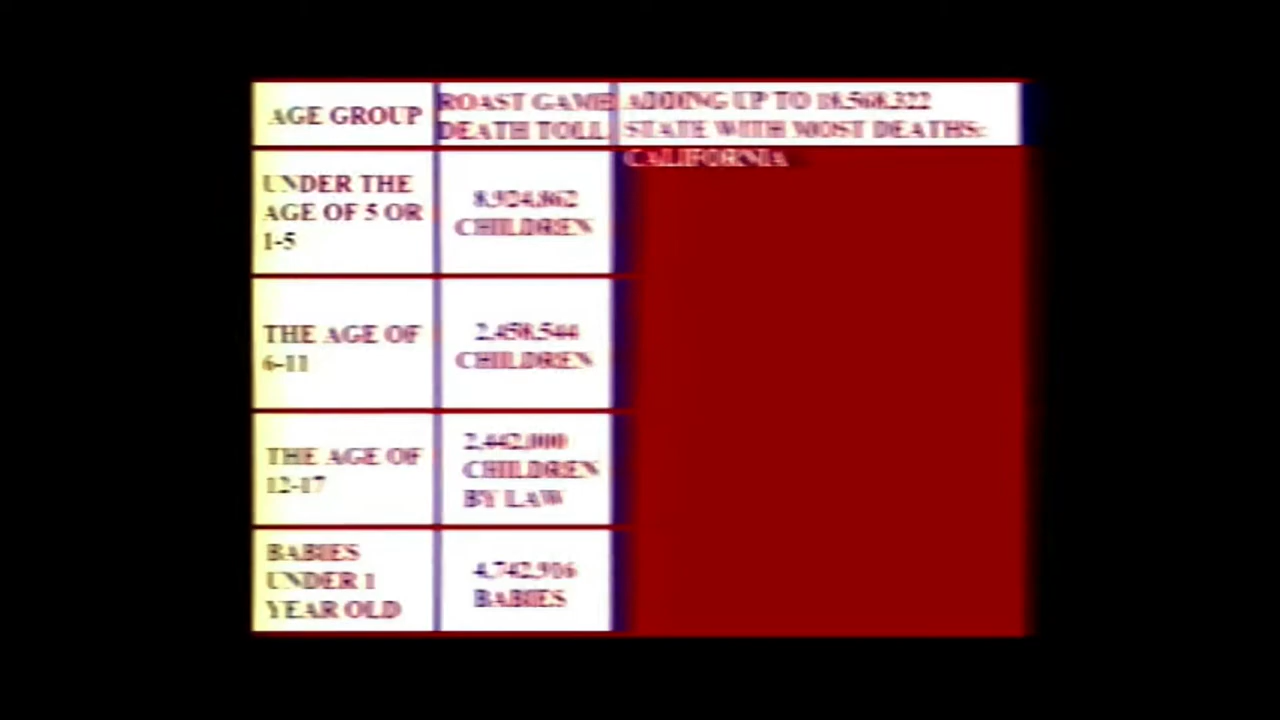 AGE GROUP
ROAST GAME
DEATH TOLL
ADDING UP TO 18,568,322
STATE WITH MOST DEATHS:
CALIFORNIA
UNDER THE
AGE OF 5 OR
1-5
8,924,862
CHILDREN
THE AGE OF
6-11
2,458,544
CHILDREN
THE AGE OF
12-17
2,442,000
CHILDREN
BY LAW
BABIES
UNDER 1
YEAR OLD
4,742,916
BABIES